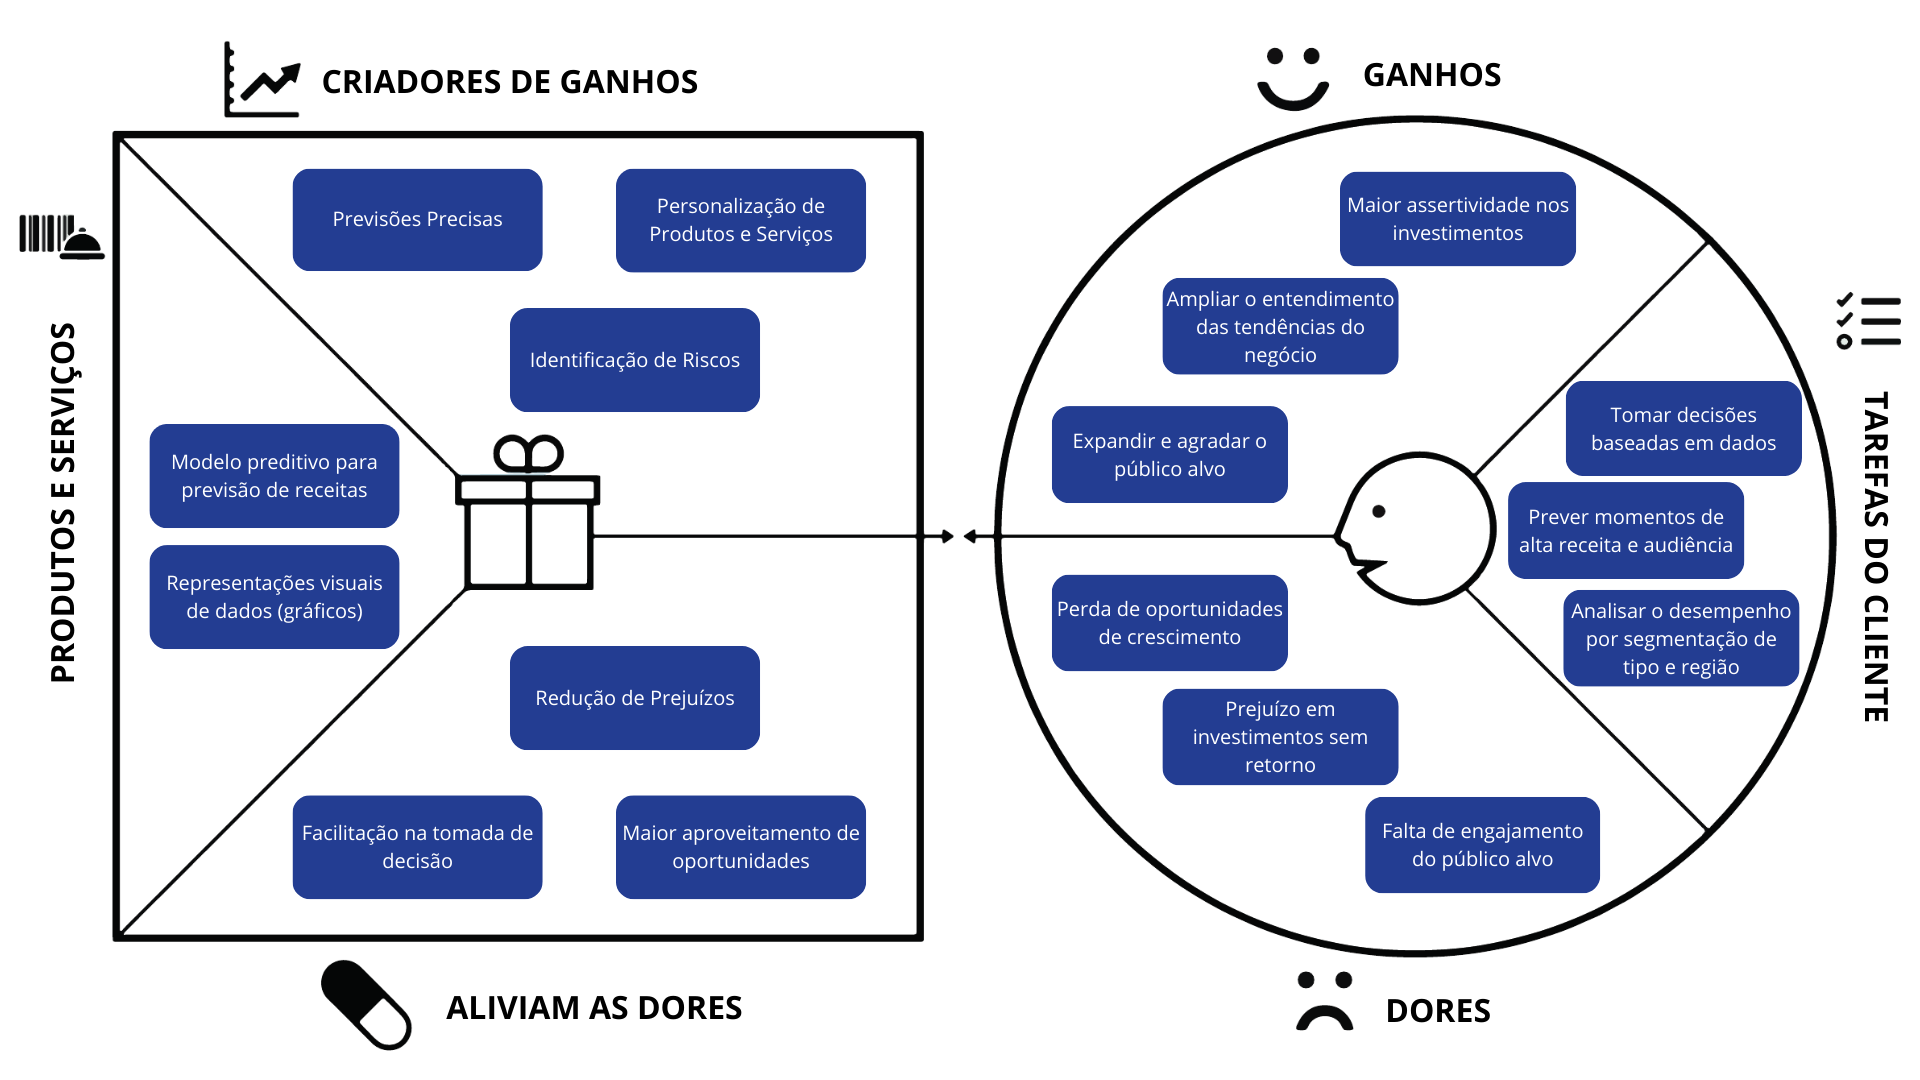 CRIADORES DE GANHOS
Previsões Precisas
Personalização de
Produtos e Serviços
Identificação de Riscos
PRODUTOS E SERVIÇOS
Modelo preditivo para
previsão de receitas
Representações visuais
de dados (gráficos)
Redução de Prejuízos
Facilitação na tomada de
decisão
Maior aproveitamento de
oportunidades
ALIVIAM AS DORES
GANHOS
Maior assertividade nos
investimentos
Ampliar o entendimento
das tendências do
negócio
Expandir e agradar o
público alvo
TAREFAS DO CLIENTE
Tomar decisões
baseadas em dados
Prever momentos de
alta receita e audiência
Analisar o desempenho
por segmentação de
tipo e região
Perda de oportunidades
de crescimento
Prejuízo em
investimentos sem
retorno
Falta de engajamento
do público alvo
DORES